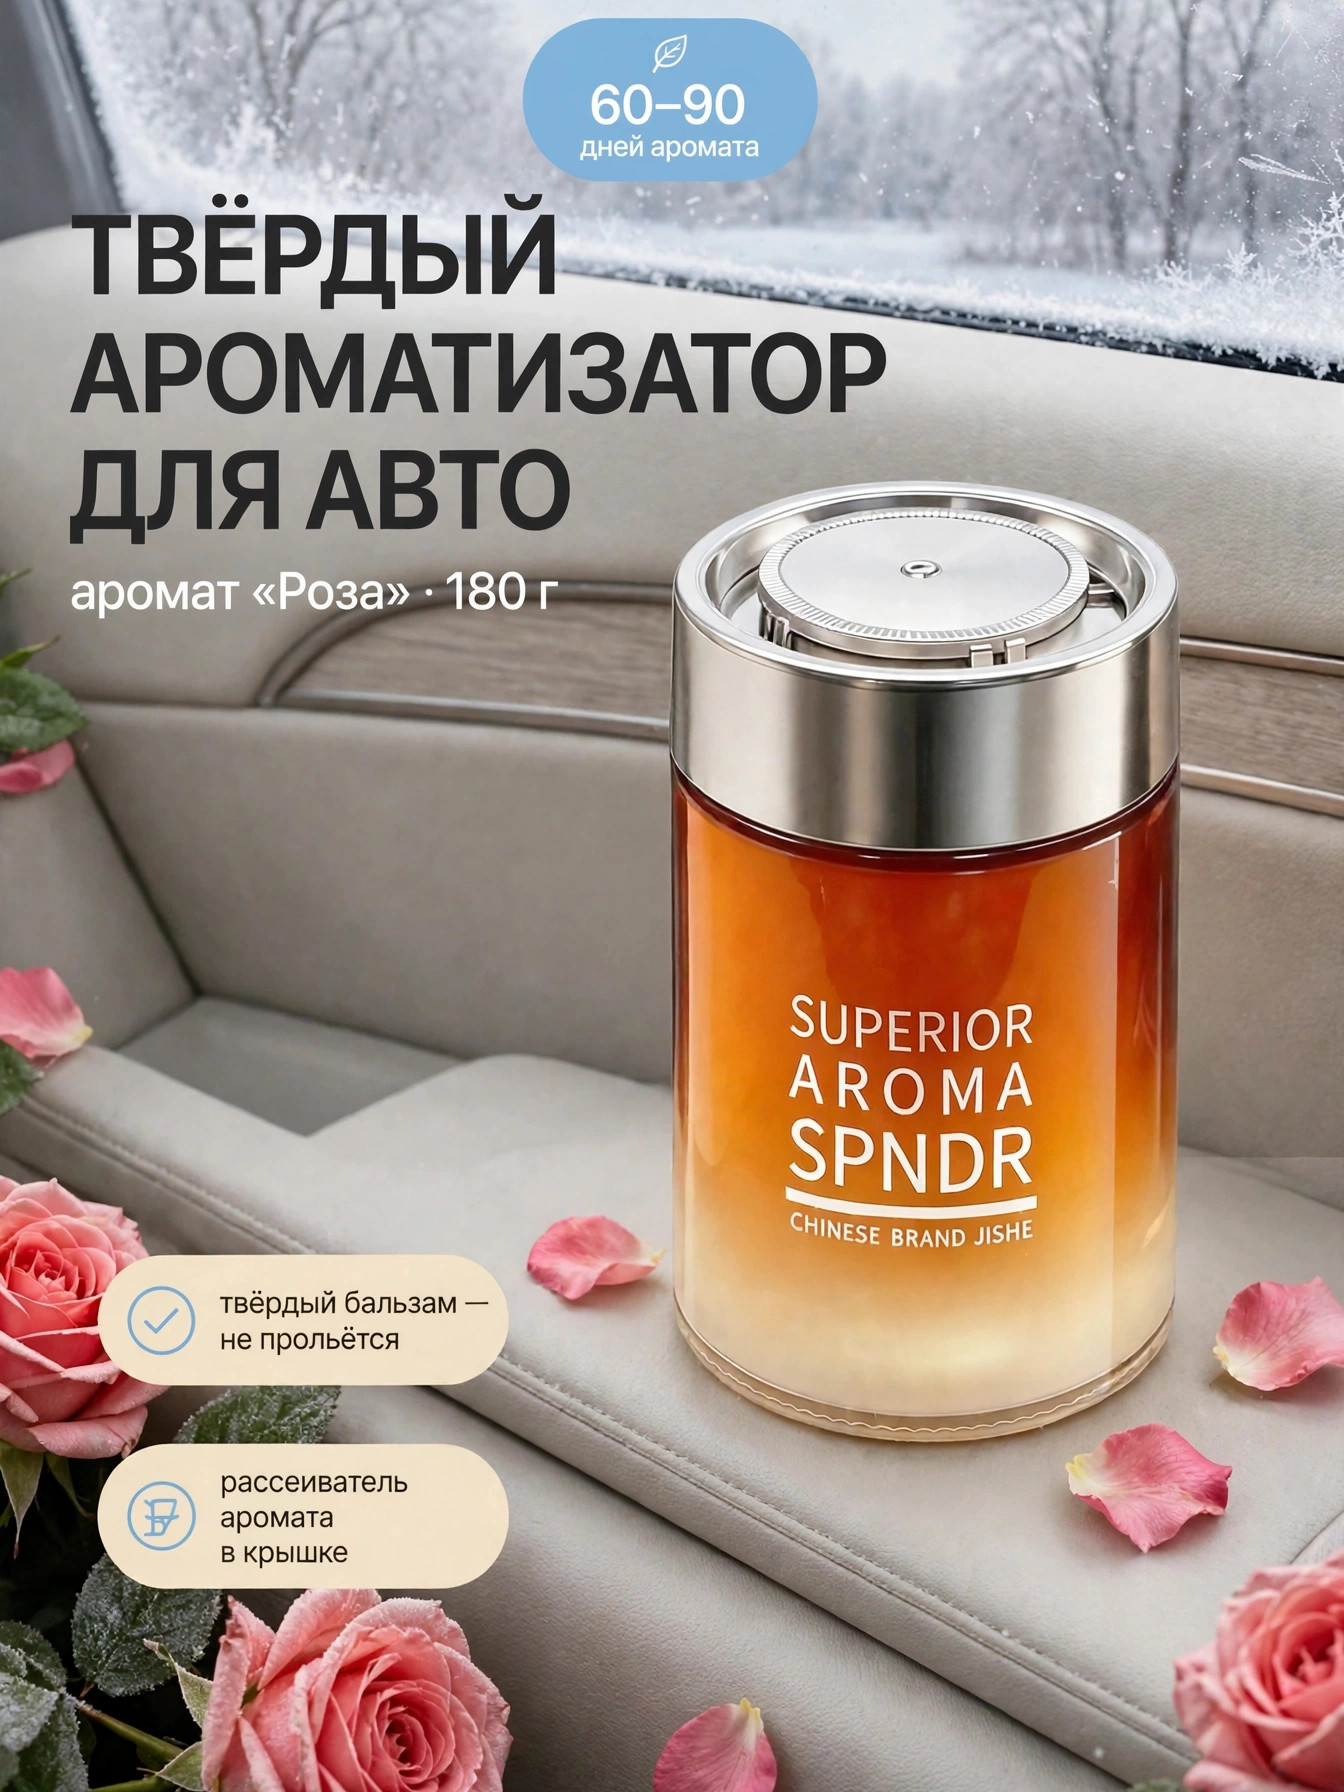 60–90
дней аромата
ТВЁРДЫЙ
АРОМАТИЗАТОР
ДЛЯ АВТО
аромат «Роза» · 180 г
SUPERIOR
AROMA
SPNDR
CHINESE BRAND JISHE
твёрдый бальзам —
не прольётся
рассеиватель
аромата
в крышке